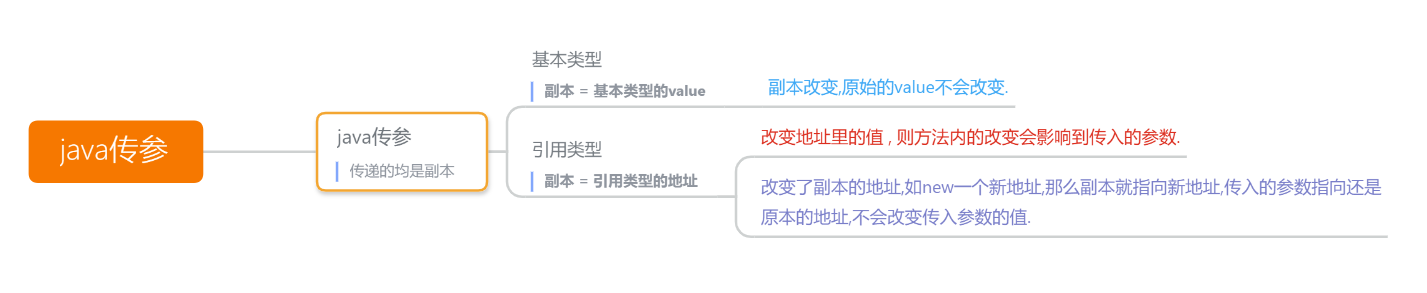 java传参
java传参
传递的均是副本
基本类型
副本 = 基本类型的value
副本改变,原始的value不会改变.
引用类型
副本 = 引用类型的地址
改变地址里的值 , 则方法内的改变会影响到传入的参数.
改变了副本的地址,如new一个新地址,那么副本就指向新地址,传入的参数指向还是
原本的地址,不会改变传入参数的值.